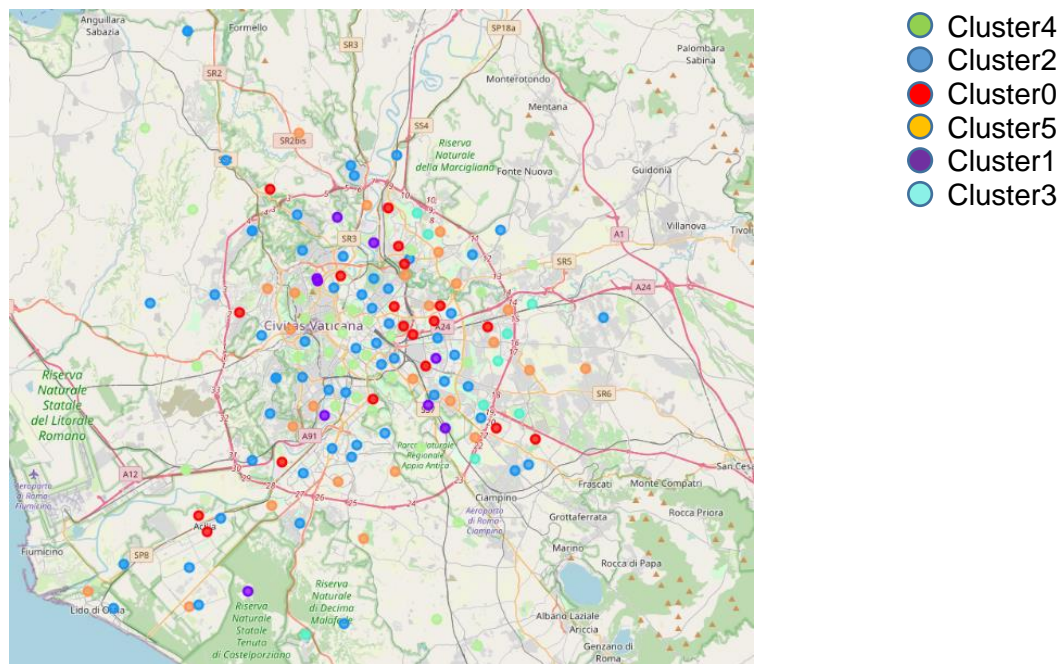 Anguillara
Sabazia
Formello
SR3
SP18a
Palombara
Sabina
SR2
Monterotondo
Mentana
SS4
SR2bis
Riserva
Naturale
della Marcigliana
Fonte Nuova
Guidonia
A1
Villanova
Tivoli
SR3
SR5
A24
Civitas Vaticana
A24
Riserva
Naturale
Statale
del Litorale
Romano
SR6
A91
Parco Naturale
Regionale
Appia Antica
A12
San Cesa
Aeroporto
di Roma
Fiumicino
Ciampino
Frascati
Monte Compatri
Aeroporto
di Roma
Ciampino
Grottaferrata
Rocca Priora
Acilia
Fiumicino
SP8
Marino
Rocca di Papa
Riserva
Naturale
di Decima
Malafede
Lido di Ostia
Riserva
Naturale
Statale
Tenuta
di Castelporziano
Albano Laziale
Ariccia
Genzano di
Roma
Cluster4
Cluster2
Cluster0
Cluster5
Cluster1
Cluster3